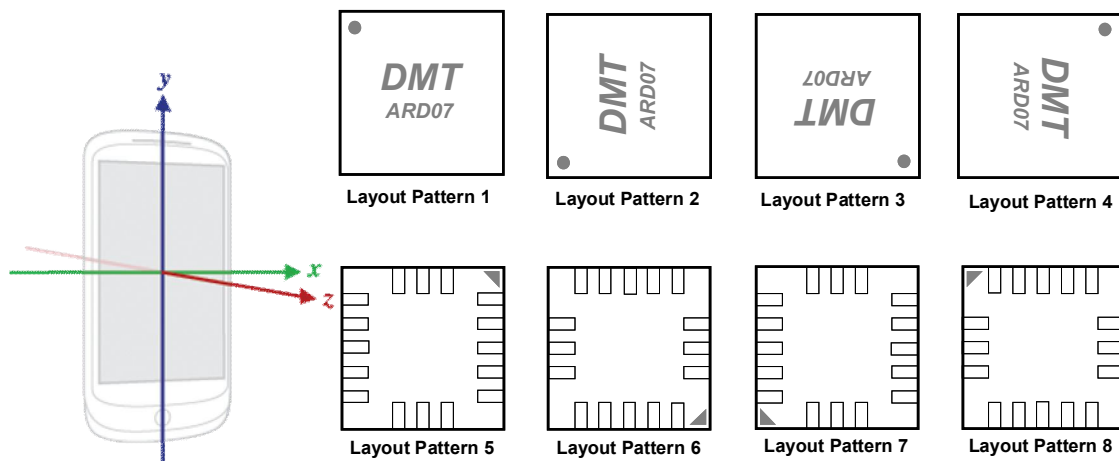 y
x
z
DMT
ARD07
Layout Pattern 1
DMT
ARD07
Layout Pattern 2
DMT
ARD07
Layout Pattern 3
DMT
ARD07
Layout Pattern 4
Layout Pattern 5
Layout Pattern 6
Layout Pattern 7
Layout Pattern 8